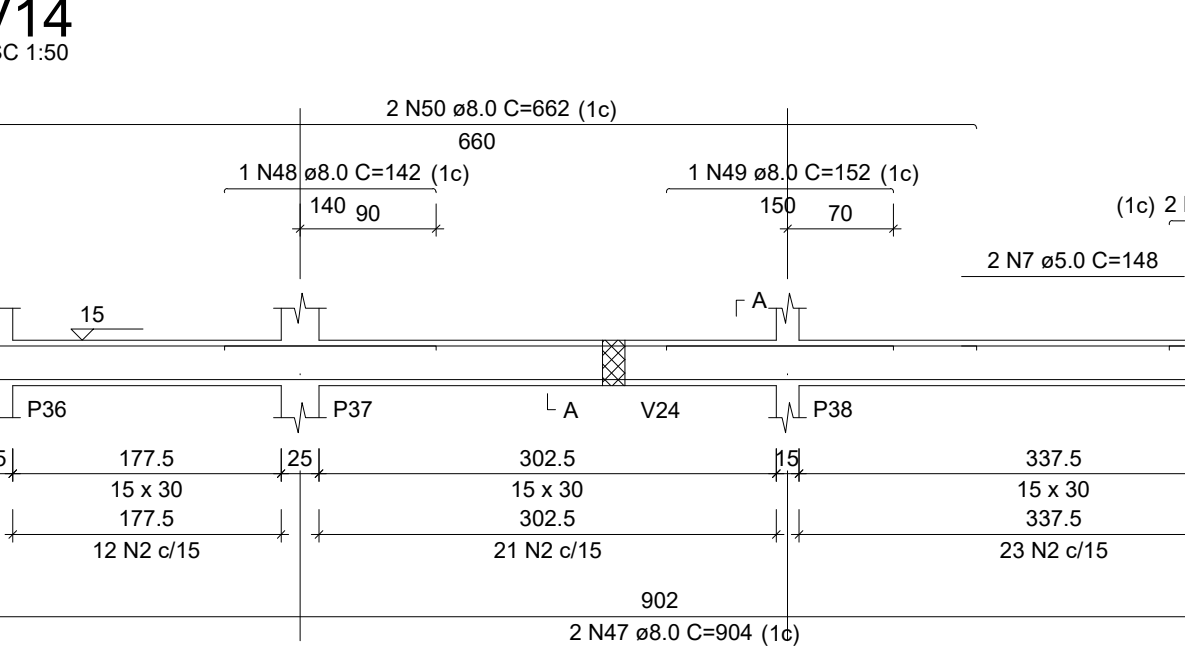 /14
SC 1:50
2 N50 ø8.0 C=662 (1c)
660
1 N48 ø8.0 C=142 (1c)
1 N49 ø8.0 C=152 (1c)
140 90
150 70
(1c) 2
2 N7 ø5.0 C=148
15
A
P36
P37
A
V24
P38
177.5
25
302.5
15
337.5
15 x 30
15 x 30
15 x 30
177.5
302.5
337.5
12 N2 c/15
21 N2 c/15
23 N2 c/15
902
2 N47 ø8.0 C=904 (1c)